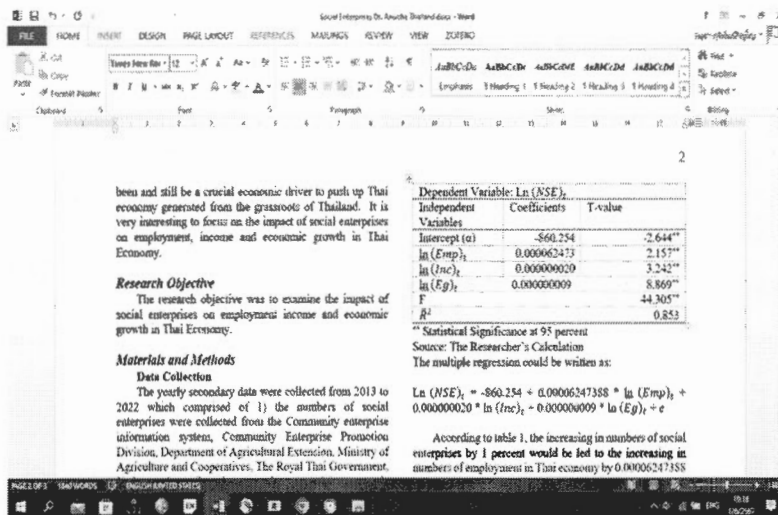 Social Enterprises Dr. Anucha Thailand.docx - Word
FILE HOME INSERT DESIGN PAGE LAYOUT REFERENCES MAILINGS REVIEW VIEW ZOTERO
Cut
Copy
Format Painter
Paste
Times New Ror 12
Clipboard Font Paragraph Styles Editing
AaBbCcDc AaBbCcDc AaBbCcDdE AaBbCcDd AaBbCcDd
Emphasis ¶ Heading 1 ¶ Heading 2 ¶ Heading 3 ¶ Heading 4
Find
Replace
Select
2
been and still be a crucial economic driver to push up Thai
economy generated from the grassroots of Thailand. It is
very interesting to focus on the impact of social enterprises
on employment, income and economic growth in Thai
Economy.
Research Objective
The research objective was to examine the impact of
social enterprises on employment income and economic
growth in Thai Economy.
Materials and Methods
Data Collection
The yearly secondary data were collected from 2013 to
2022 which comprised of 1) the numbers of social
enterprises were collected from the Community enterprise
information system, Community Enterprise Promotion
Division, Department of Agricultural Extension, Ministry of
Agriculture and Cooperatives, The Royal Thai Government,
Dependent Variable: Ln (NSE)t
Independent Variables Coefficients T-value
Intercept (α) -860.254 -2.644**
ln (Emp)t 0.000062473 2.157**
ln (Inc)t 0.000000020 3.242**
ln (Eg)t 0.000000009 8.869**
F 44.305**
R̄² 0.853
** Statistical Significance at 95 percent
Source: The Researcher's Calculation
The multiple regression could be written as:
Ln (NSE)t = -860.254 + 0.00006247388 * ln (Emp)t +
0.000000020 * ln (Inc)t + 0.000000009 * ln (Eg)t + e
According to table 1, the increasing in numbers of social
enterprises by 1 percent would be led to the increasing in
numbers of employment in Thai economy by 0.00006247388
PAGE 2 OF 3 1840 WORDS ENGLISH (UNITED STATES)
ENG